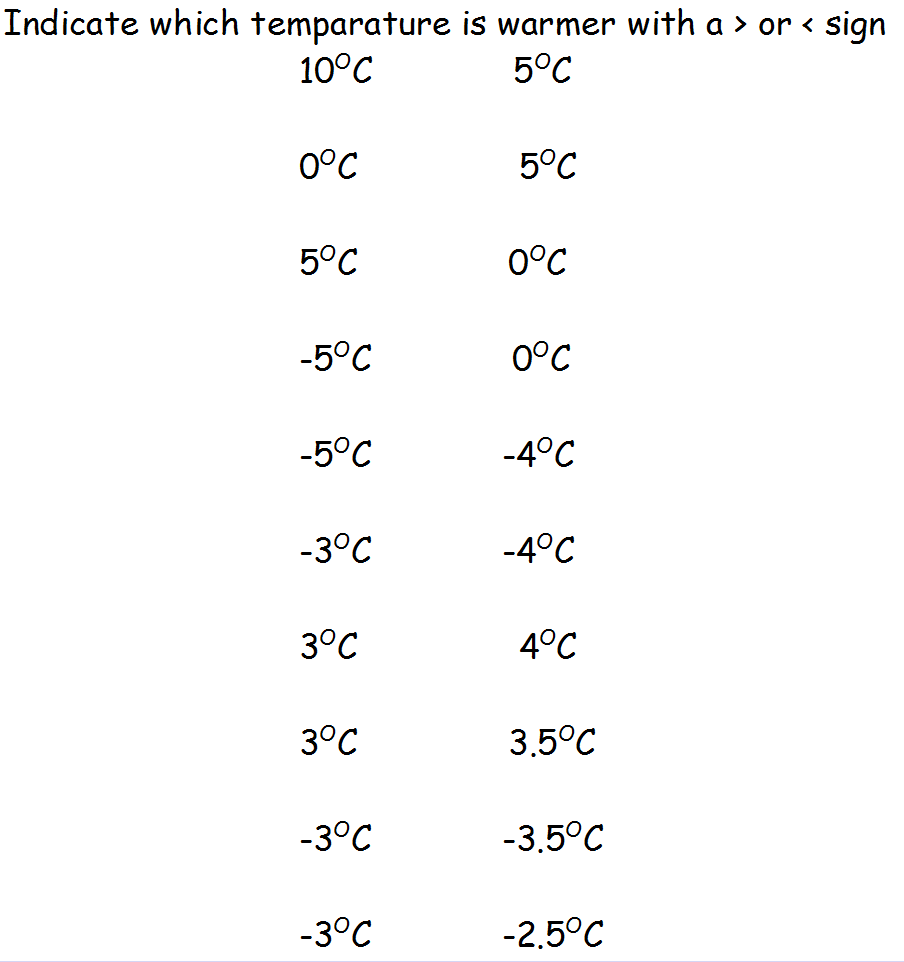 Indicate which temparature is warmer with a > or < sign
10°C 5°C
0°C 5°C
5°C 0°C
-5°C 0°C
-5°C -4°C
-3°C -4°C
3°C 4°C
3°C 3.5°C
-3°C -3.5°C
-3°C -2.5°C